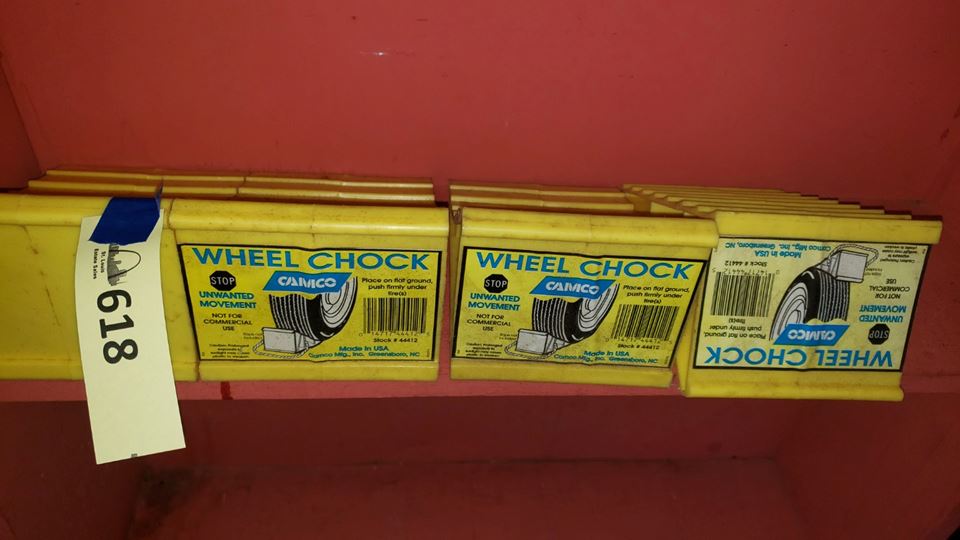 St. Louis
Estate Sales
618
WHEEL CHOCK
STOP
CAMCO
UNWANTED
MOVEMENT
NOT FOR
COMMERCIAL
USE
Place on flat ground,
push firmly under
tire(s)
Stock # 44412
Made in USA
Camco Mfg., Inc. Greensboro, NC
WHEEL CHOCK
STOP
CAMCO
UNWANTED
MOVEMENT
NOT FOR
COMMERCIAL
USE
Place on flat ground,
push firmly under
tire(s)
Stock # 44412
Made in USA
Camco Mfg., Inc. Greensboro, NC
WHEEL CHOCK
STOP
CAMCO
UNWANTED
MOVEMENT
NOT FOR
COMMERCIAL
USE
Place on flat ground,
push firmly under
tire(s)
Stock # 44412
Made in USA
Camco Mfg., Inc. Greensboro, NC